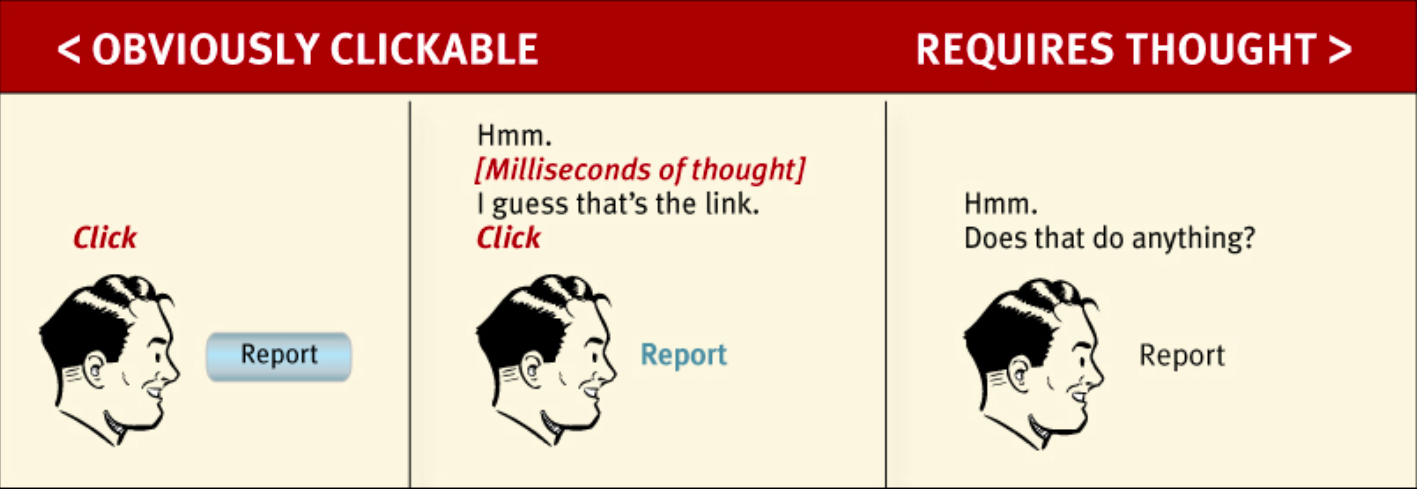 < OBVIOUSLY CLICKABLE
REQUIRES THOUGHT >
Click
Report
Hmm.
[Milliseconds of thought]
I guess that's the link.
Click
Report
Hmm.
Does that do anything?
Report